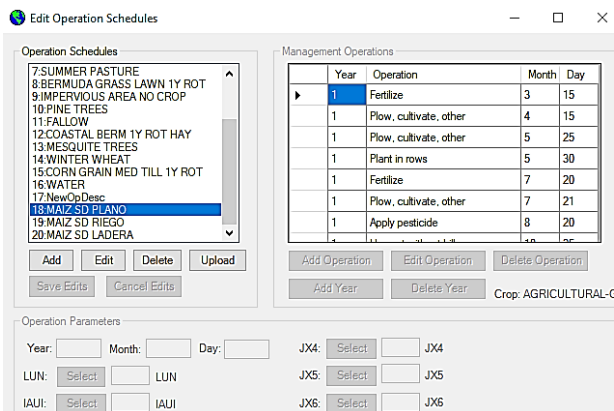 Edit Operation Schedules
Operation Schedules
7:SUMMER PASTURE
8:BERMUDA GRASS LAWN 1Y ROT
9:IMPERVIOUS AREA NO CROP
10:PINE TREES
11:FALLOW
12:COASTAL BERM 1Y ROT HAY
13:MESQUITE TREES
14:WINTER WHEAT
15:CORN GRAIN MED TILL 1Y ROT
16:WATER
17:NewOpDesc
18:MAIZ SD PLANO
19:MAIZ SD RIEGO
20:MAIZ SD LADERA
Add Edit Delete Upload
Save Edits Cancel Edits
Management Operations
Year Operation Month Day
1 Fertilize 3 15
1 Plow, cultivate, other 4 15
1 Plow, cultivate, other 5 25
1 Plant in rows 5 30
1 Fertilize 7 20
1 Plow, cultivate, other 7 21
1 Apply pesticide 8 20
Add Operation Edit Operation Delete Operation
Add Year Delete Year Crop: AGRICULTURAL-
Operation Parameters
Year: Month: Day: JX4: Select JX4
LUN: Select LUN JX5: Select JX5
IAUI: Select IAUI JX6: Select JX6